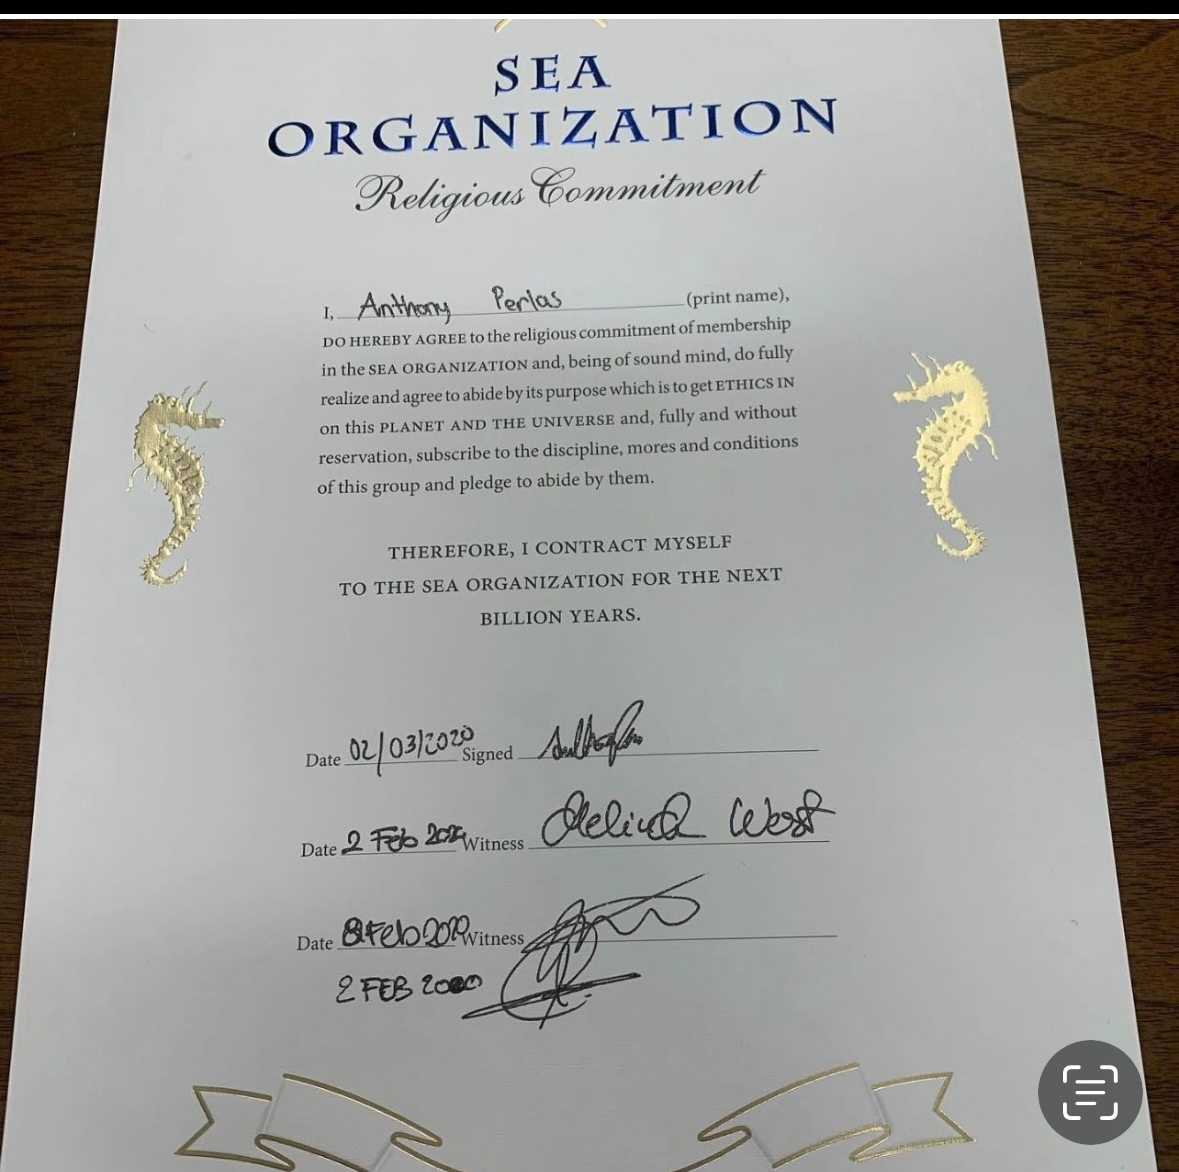 SEA
ORGANIZATION
Religious Commitment
I, Anthony Perlas (print name),
DO HEREBY AGREE to the religious commitment of membership
in the SEA ORGANIZATION and, being of sound mind, do fully
realize and agree to abide by its purpose which is to get ETHICS IN
on this PLANET AND THE UNIVERSE and, fully and without
reservation, subscribe to the discipline, mores and conditions
of this group and pledge to abide by them.
THEREFORE, I CONTRACT MYSELF
TO THE SEA ORGANIZATION FOR THE NEXT
BILLION YEARS.
Date 02/03/2020 Signed
Date 2 Feb Witness West
Date Feb Witness
2 FEB 2020